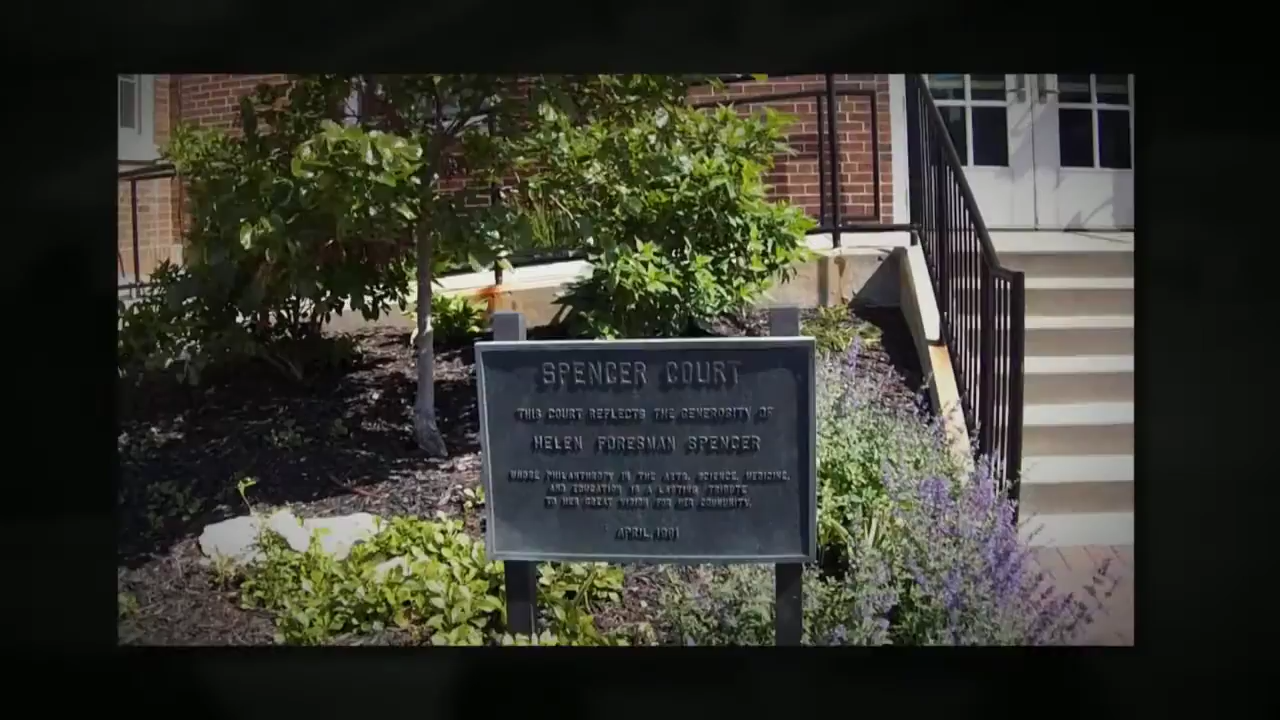 SPENCER COURT
THIS COURT REFLECTS THE GENEROSITY OF
HELEN FORESMAN SPENCER
WHOSE PHILANTHROPY IN THE ARTS, SCIENCE, MEDICINE,
AND EDUCATION IS A LASTING TRIBUTE
TO HER GREAT VISION FOR HER COMMUNITY.
APRIL, 1991